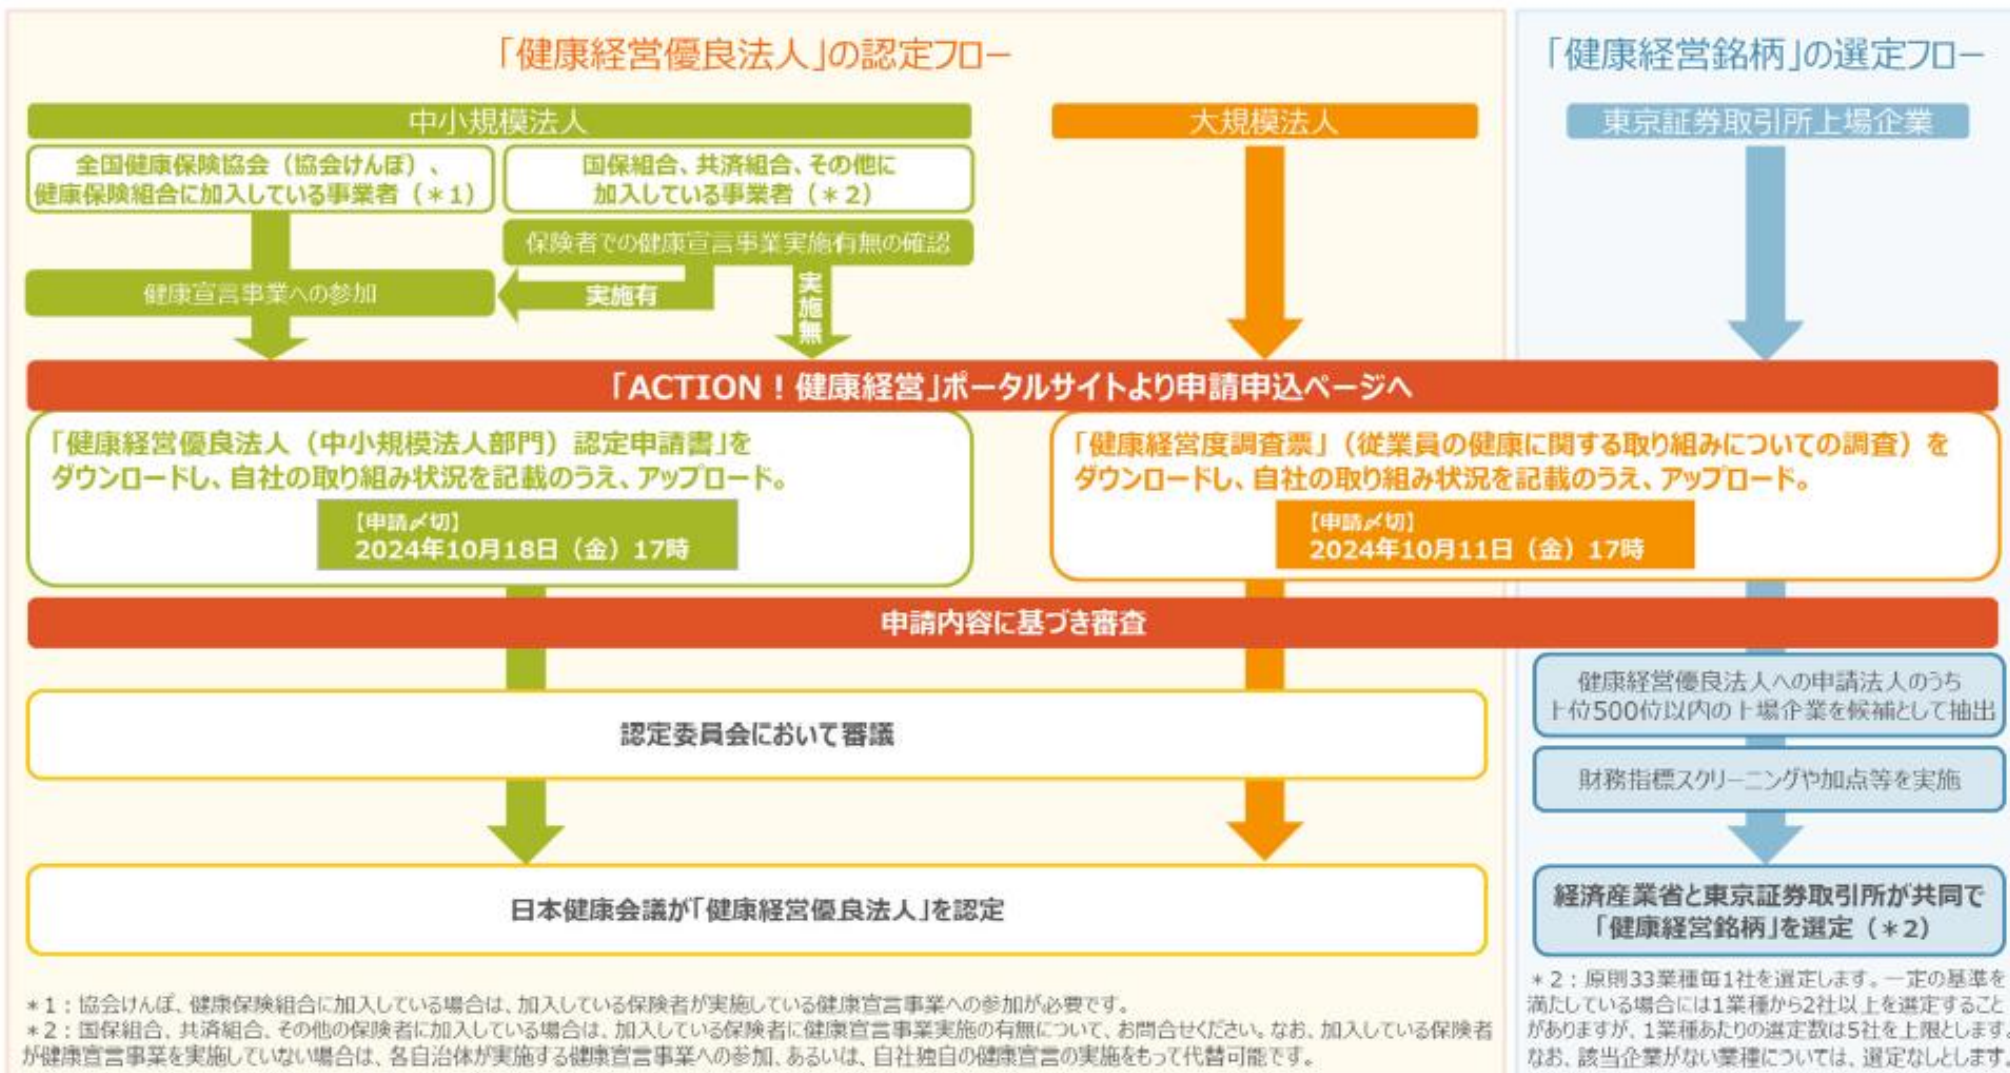 「健康経営優良法人」の認定フロー
中小規模法人
全国健康保険協会（協会けんぽ）、
健康保険組合に加入している事業者（＊1）
国保組合、共済組合、その他に
加入している事業者（＊2）
保険者での健康宣言事業実施有無の確認
健康宣言事業への参加
実施有
実施無
大規模法人
「健康経営銘柄」の選定フロー
東京証券取引所上場企業
「ACTION！健康経営」ポータルサイトより申請申込ページへ
「健康経営優良法人（中小規模法人部門）認定申請書」を
ダウンロードし、自社の取り組み状況を記載のうえ、アップロード。
【申請〆切】
2024年10月18日（金）17時
「健康経営度調査票」（従業員の健康に関する取り組みについての調査）を
ダウンロードし、自社の取り組み状況を記載のうえ、アップロード。
【申請〆切】
2024年10月11日（金）17時
申請内容に基づき審査
認定委員会において審議
日本健康会議が「健康経営優良法人」を認定
健康経営優良法人への申請法人のうち
上位500位以内の上場企業を候補として抽出
財務指標スクリーニングや加点等を実施
経済産業省と東京証券取引所が共同で
「健康経営銘柄」を選定（＊2）
＊1：協会けんぽ、健康保険組合に加入している場合は、加入している保険者が実施している健康宣言事業への参加が必要です。
＊2：国保組合、共済組合、その他の保険者に加入している場合は、加入している保険者に健康宣言事業実施の有無について、お問合せください。なお、加入している保険者
が健康宣言事業を実施していない場合は、各自治体が実施する健康宣言事業への参加、あるいは、自社独自の健康宣言の実施をもって代替可能です。
＊2：原則33業種毎1社を選定します。一定の基準を
満たしている場合には1業種から2社以上を選定すること
がありますが、1業種あたりの選定数は5社を上限とします。
なお、該当企業がない業種については、選定なしとします。